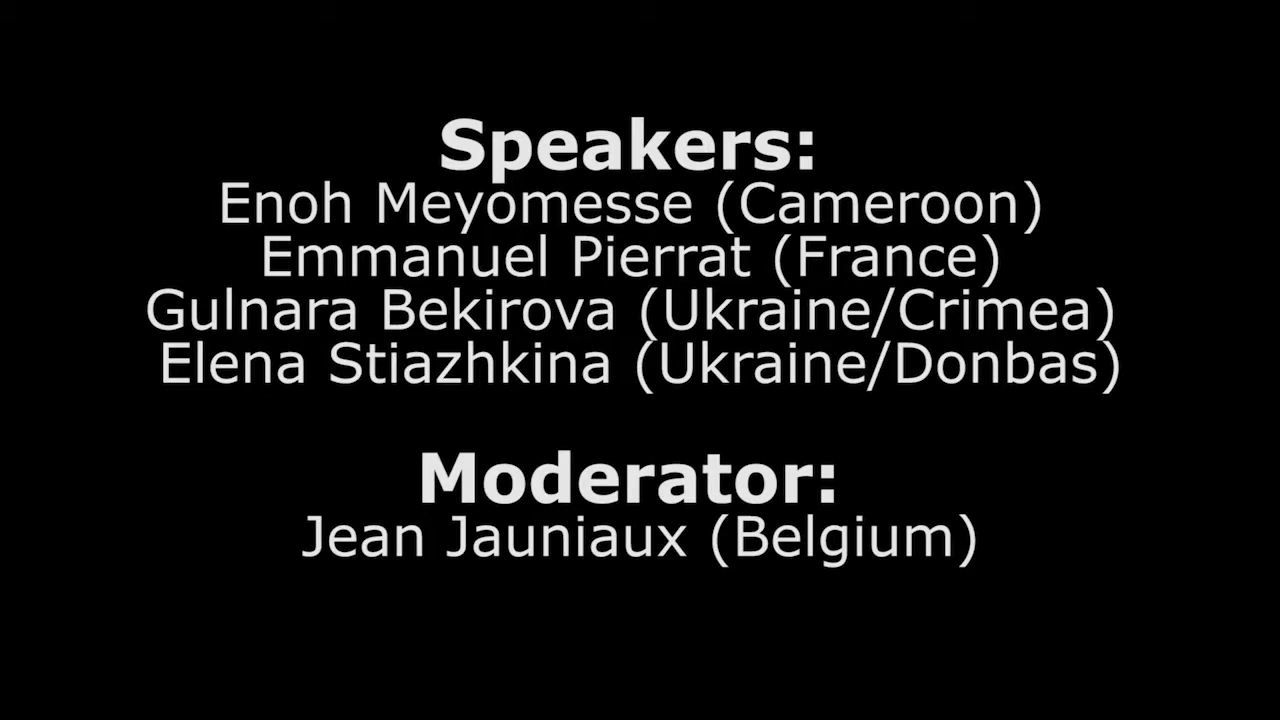 Speakers:
Enoh Meyomesse (Cameroon)
Emmanuel Pierrat (France)
Gulnara Bekirova (Ukraine/Crimea)
Elena Stiazhkina (Ukraine/Donbas)
Moderator:
Jean Jauniaux (Belgium)